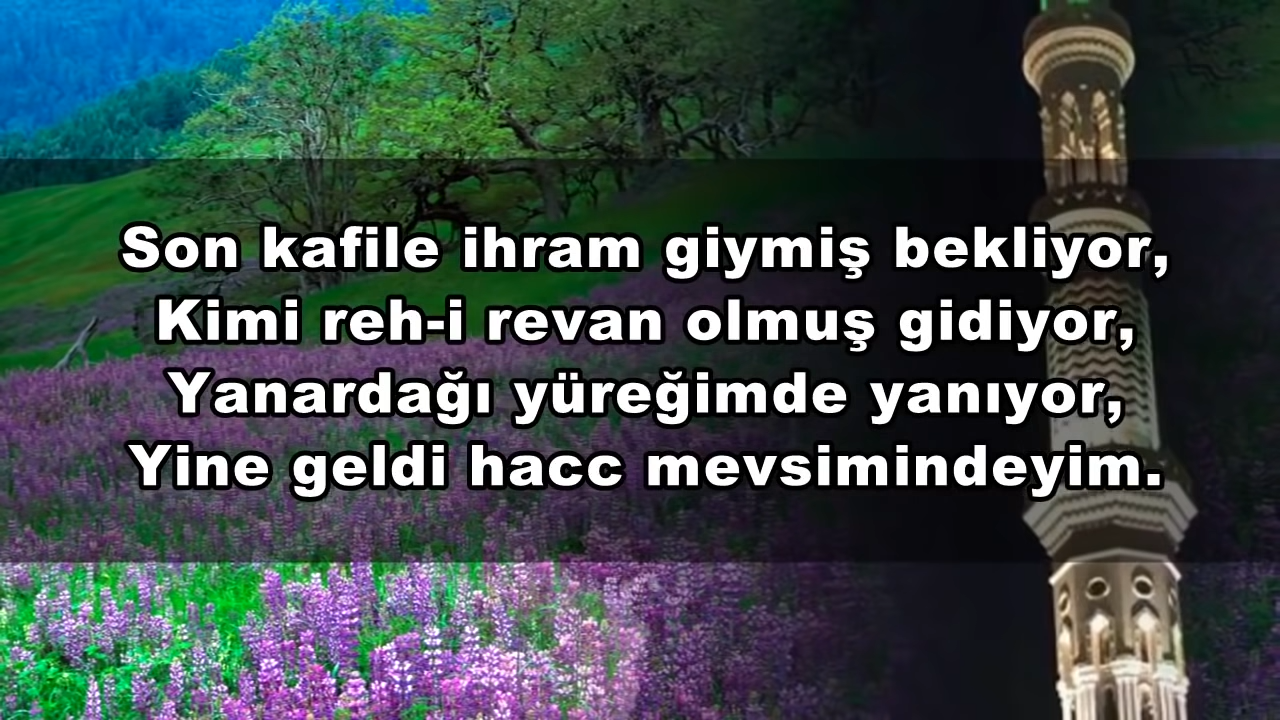 Son kafile ihram giymiş bekliyor,
Kimi reh-i revan olmuş gidiyor,
Yanardağı yüreğimde yanıyor,
Yine geldi hacc mevsimindeyim.